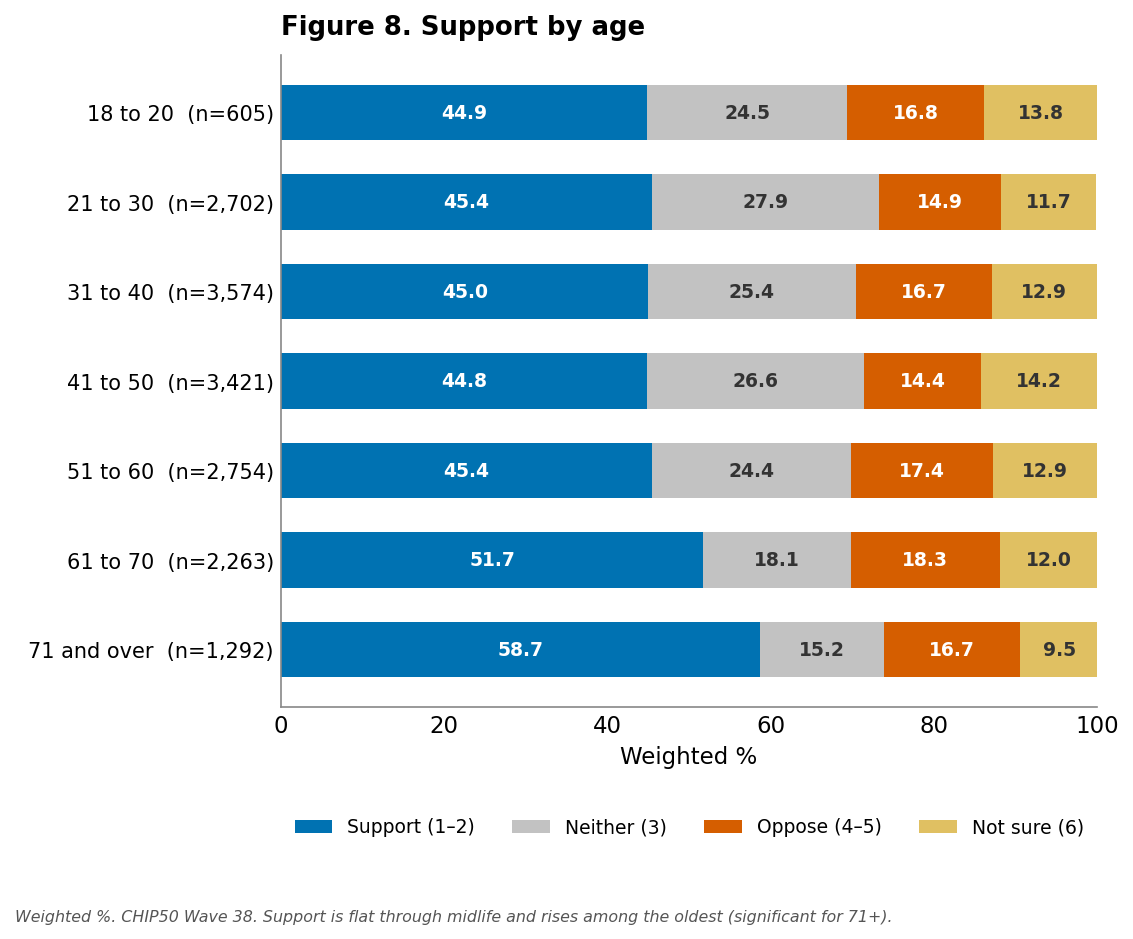 Figure 8. Support by age
18 to 20 (n=605) 44.9 24.5 16.8 13.8
21 to 30 (n=2,702) 45.4 27.9 14.9 11.7
31 to 40 (n=3,574) 45.0 25.4 16.7 12.9
41 to 50 (n=3,421) 44.8 26.6 14.4 14.2
51 to 60 (n=2,754) 45.4 24.4 17.4 12.9
61 to 70 (n=2,263) 51.7 18.1 18.3 12.0
71 and over (n=1,292) 58.7 15.2 16.7 9.5
0 20 40 60 80 100
Weighted %
Support (1–2) Neither (3) Oppose (4–5) Not sure (6)
Weighted %. CHIP50 Wave 38. Support is flat through midlife and rises among the oldest (significant for 71+).